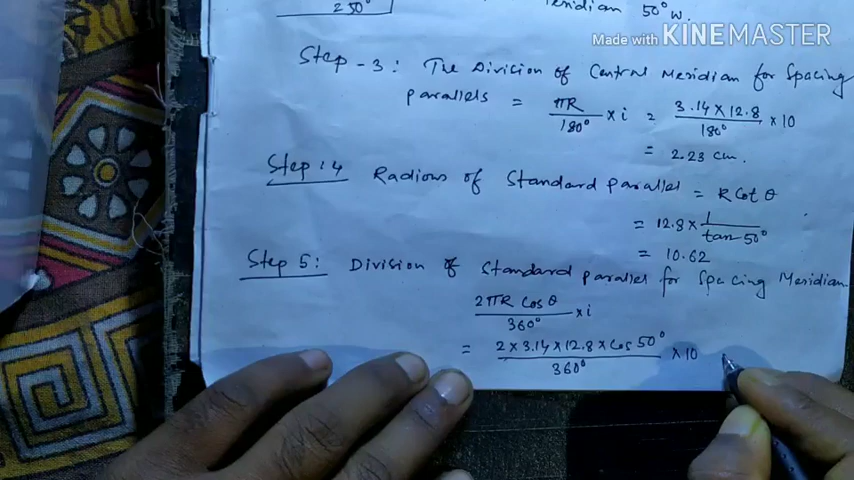 250°
Meridian 50°W.
Made with KINEMASTER
Step -3: The Division of Central Meridian for Spacing
parallels = πR/180° × i = 3.14 × 12.8/180° × 10
= 2.23 cm.
Step: 4 Radious of Standard parallel = R Cot θ
= 12.8 × 1/tan 50°
= 10.62
Step 5: Division of Standard parallel for Spacing Meridian
2πR Cos θ/360° × i
= 2 × 3.14 × 12.8 × Cos 50°/360° × 10